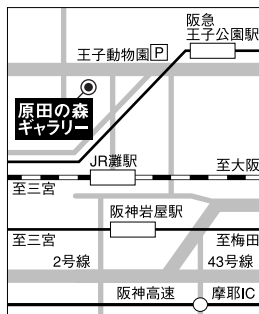 阪急
王子公園駅
王子動物園 P
原田の森
ギャラリー
JR灘駅
至大阪
至三宮
阪神岩屋駅
至三宮
至梅田
2号線
43号線
阪神高速
摩耶IC